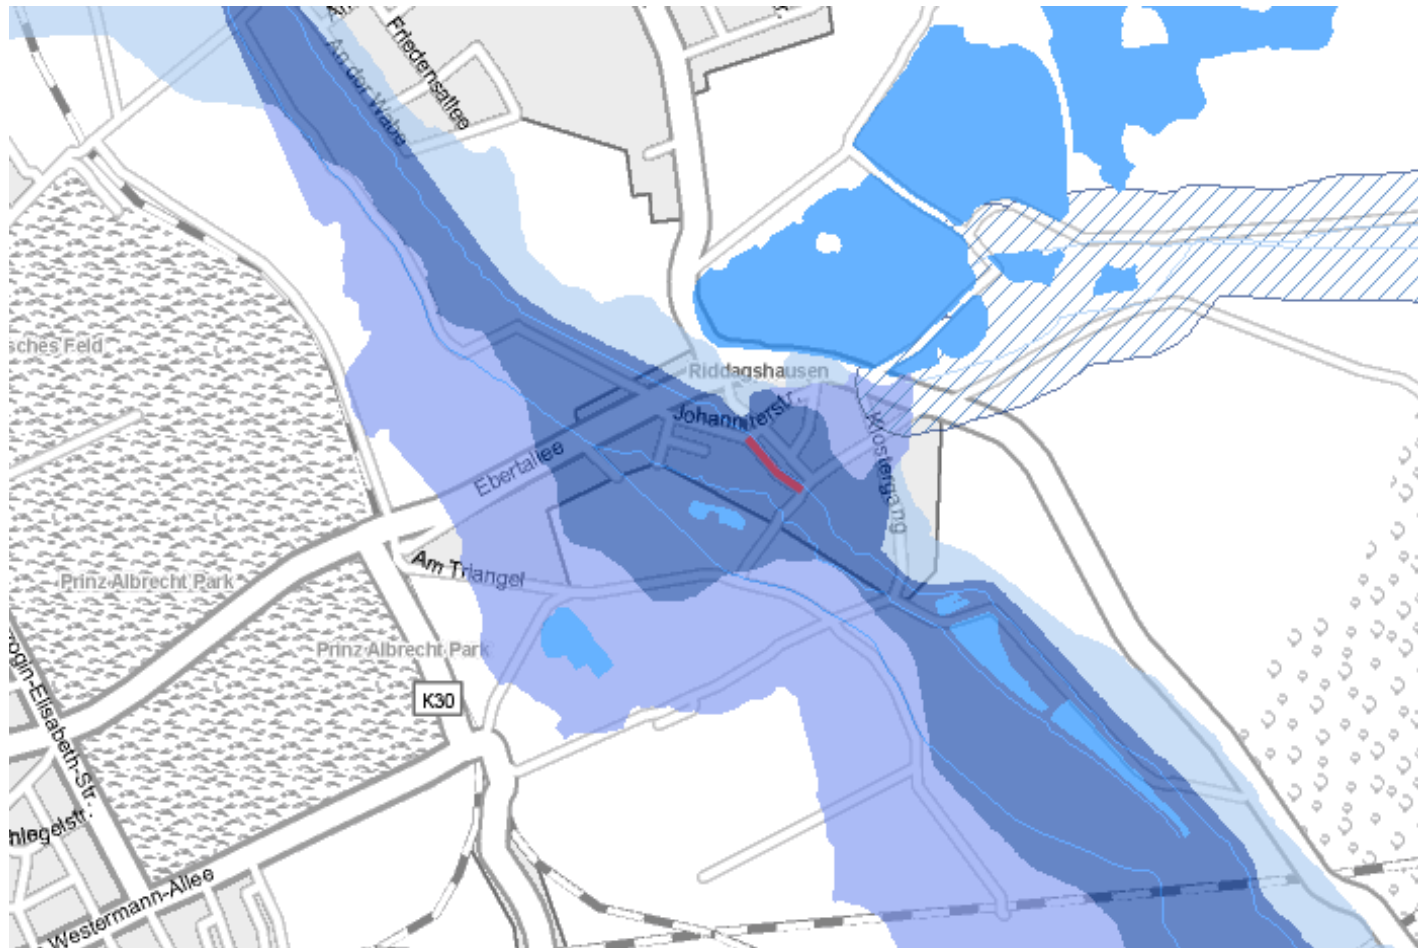 Friedensallee
An der Wabe
sches Feld
Riddagshausen
Johanniterstr.
Klostergang
Ebertallee
Am Triangel
Prinz Albrecht Park
Prinz Albrecht Park
K30
rogin-Elisabeth-Str.
hlegelstr.
Westermann-Allee